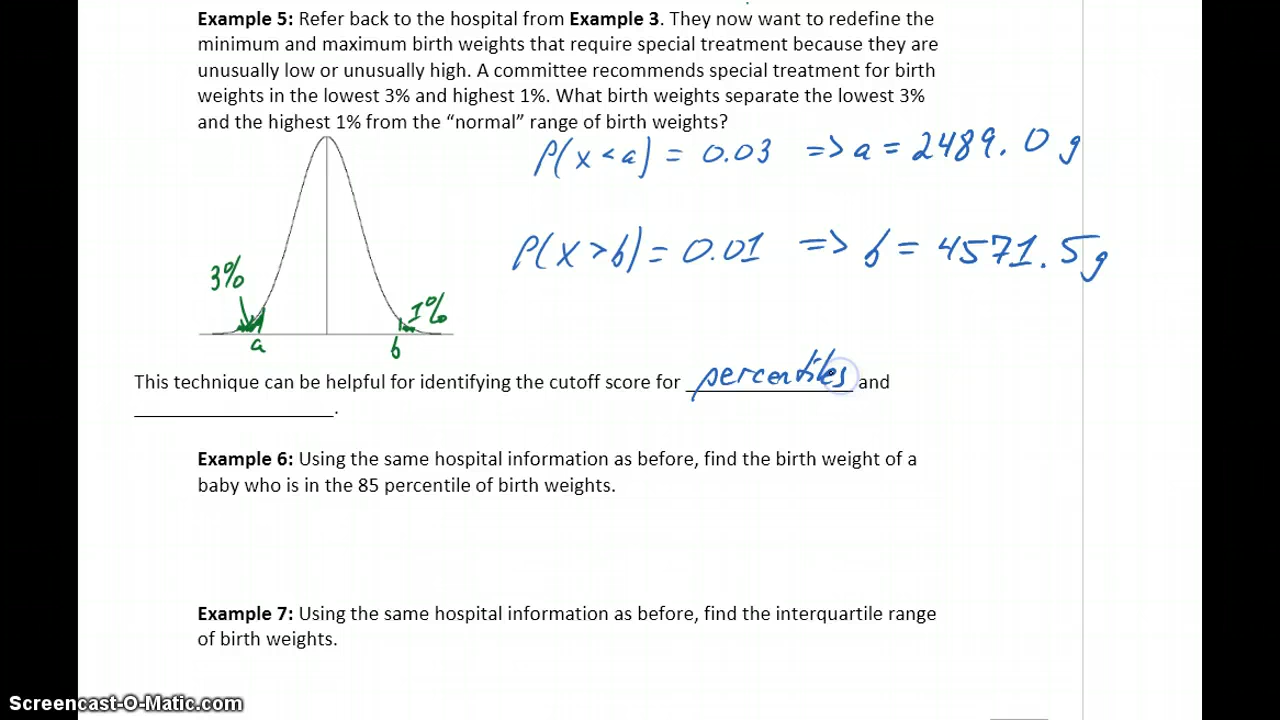 Example 5: Refer back to the hospital from Example 3. They now want to redefine the
minimum and maximum birth weights that require special treatment because they are
unusually low or unusually high. A committee recommends special treatment for birth
weights in the lowest 3% and highest 1%. What birth weights separate the lowest 3%
and the highest 1% from the “normal” range of birth weights?
P(x < a) = 0.03 => a = 2489.0 g
P(x > b) = 0.01 => b = 4571.5 g
3%
1%
a
b
This technique can be helpful for identifying the cutoff score for percentiles and
____________________.
Example 6: Using the same hospital information as before, find the birth weight of a
baby who is in the 85 percentile of birth weights.
Example 7: Using the same hospital information as before, find the interquartile range
of birth weights.
Screencast-O-Matic.com